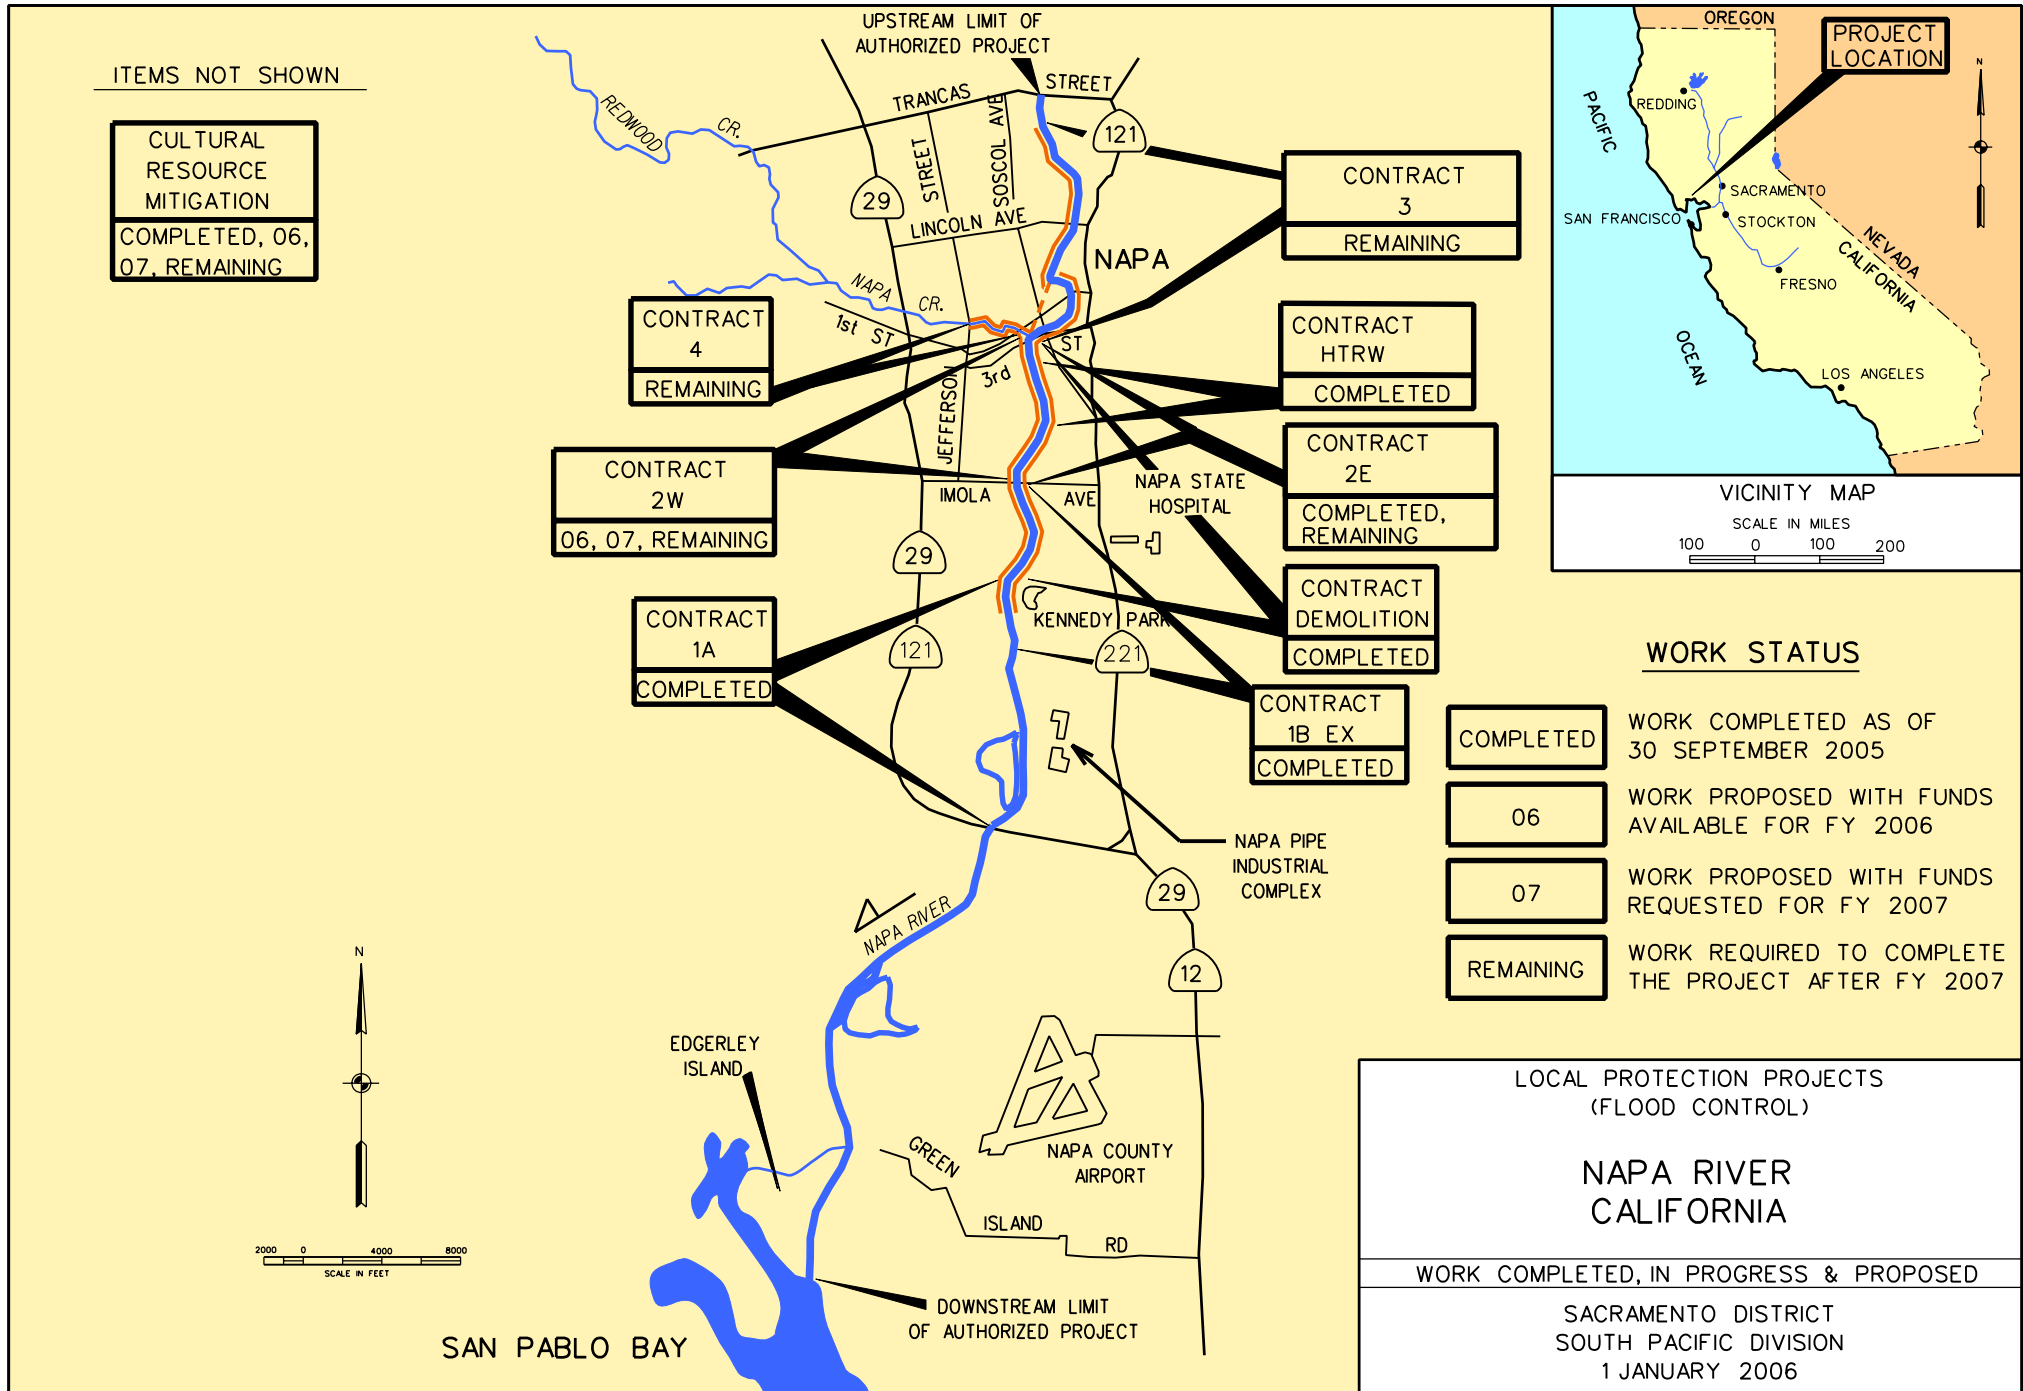 ITEMS NOT SHOWN
CULTURAL
RESOURCE
MITIGATION
COMPLETED, 06,
07, REMAINING
UPSTREAM LIMIT OF
AUTHORIZED PROJECT
TRANCAS
STREET
REDWOOD
CR.
STREET
SOSCOL AVE
121
29
LINCOLN AVE
NAPA
NAPA
CR.
1st ST
3rd
ST
JEFFERSON
IMOLA
AVE
CONTRACT
3
REMAINING
CONTRACT
4
REMAINING
CONTRACT
HTRW
COMPLETED
CONTRACT
2W
06, 07, REMAINING
CONTRACT
2E
COMPLETED,
REMAINING
NAPA STATE
HOSPITAL
29
CONTRACT
DEMOLITION
COMPLETED
KENNEDY PARK
CONTRACT
1A
COMPLETED
121
221
CONTRACT
1B EX
COMPLETED
NAPA PIPE
INDUSTRIAL
COMPLEX
29
12
NAPA RIVER
EDGERLEY
ISLAND
NAPA COUNTY
AIRPORT
GREEN
ISLAND
RD
DOWNSTREAM LIMIT
OF AUTHORIZED PROJECT
SAN PABLO BAY
N
2000 0 4000 8000
SCALE IN FEET
OREGON
PROJECT
LOCATION
N
PACIFIC
REDDING
SACRAMENTO
SAN FRANCISCO
STOCKTON
NEVADA
CALIFORNIA
FRESNO
OCEAN
LOS ANGELES
VICINITY MAP
SCALE IN MILES
100 0 100 200
WORK STATUS
COMPLETED
WORK COMPLETED AS OF
30 SEPTEMBER 2005
06
WORK PROPOSED WITH FUNDS
AVAILABLE FOR FY 2006
07
WORK PROPOSED WITH FUNDS
REQUESTED FOR FY 2007
REMAINING
WORK REQUIRED TO COMPLETE
THE PROJECT AFTER FY 2007
LOCAL PROTECTION PROJECTS
(FLOOD CONTROL)
NAPA RIVER
CALIFORNIA
WORK COMPLETED, IN PROGRESS & PROPOSED
SACRAMENTO DISTRICT
SOUTH PACIFIC DIVISION
1 JANUARY 2006